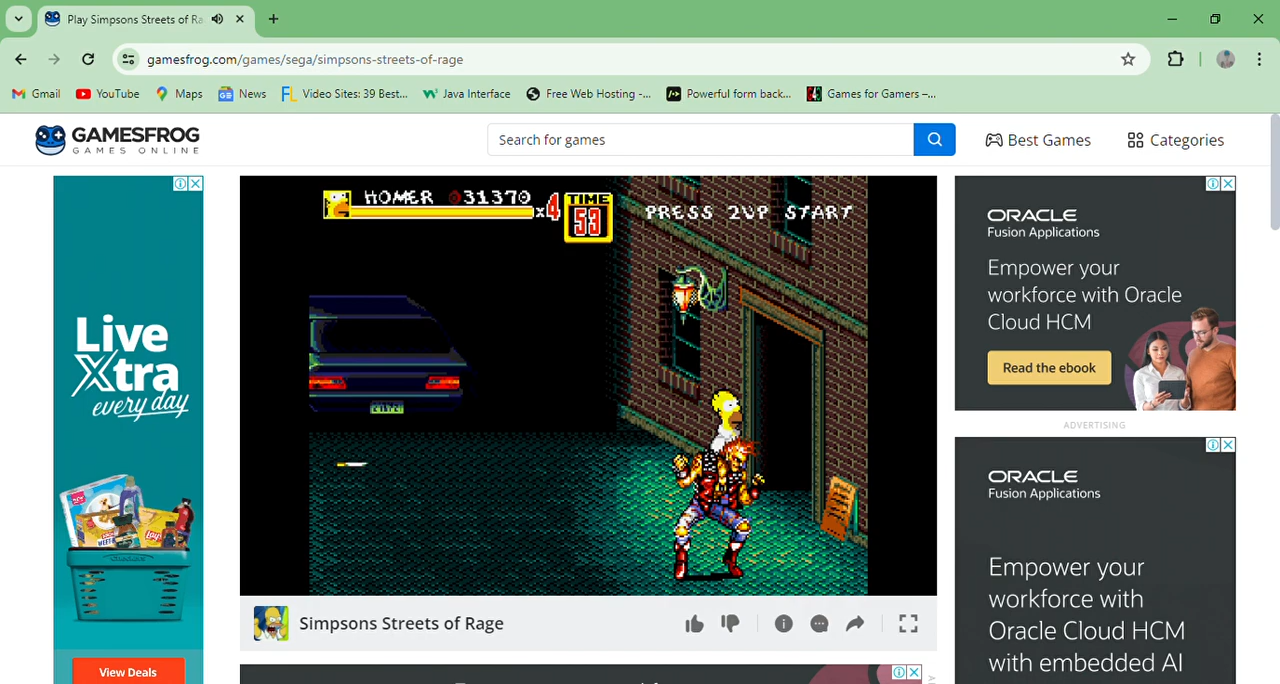 Play Simpsons Streets of Ra
gamesfrog.com/games/sega/simpsons-streets-of-rage
Gmail
YouTube
Maps
News
Video Sites: 39 Best...
Java Interface
Free Web Hosting -...
Powerful form back...
Games for Gamers –...
GAMESFROG
GAMES ONLINE
Search for games
Best Games
Categories
Live
Xtra
every day
View Deals
HOMER 31370
x4
TIME
53
PRESS 2UP START
Simpsons Streets of Rage
ORACLE
Fusion Applications
Empower your
workforce with Oracle
Cloud HCM
Read the ebook
ADVERTISING
ORACLE
Fusion Applications
Empower your
workforce with
Oracle Cloud HCM
with embedded AI